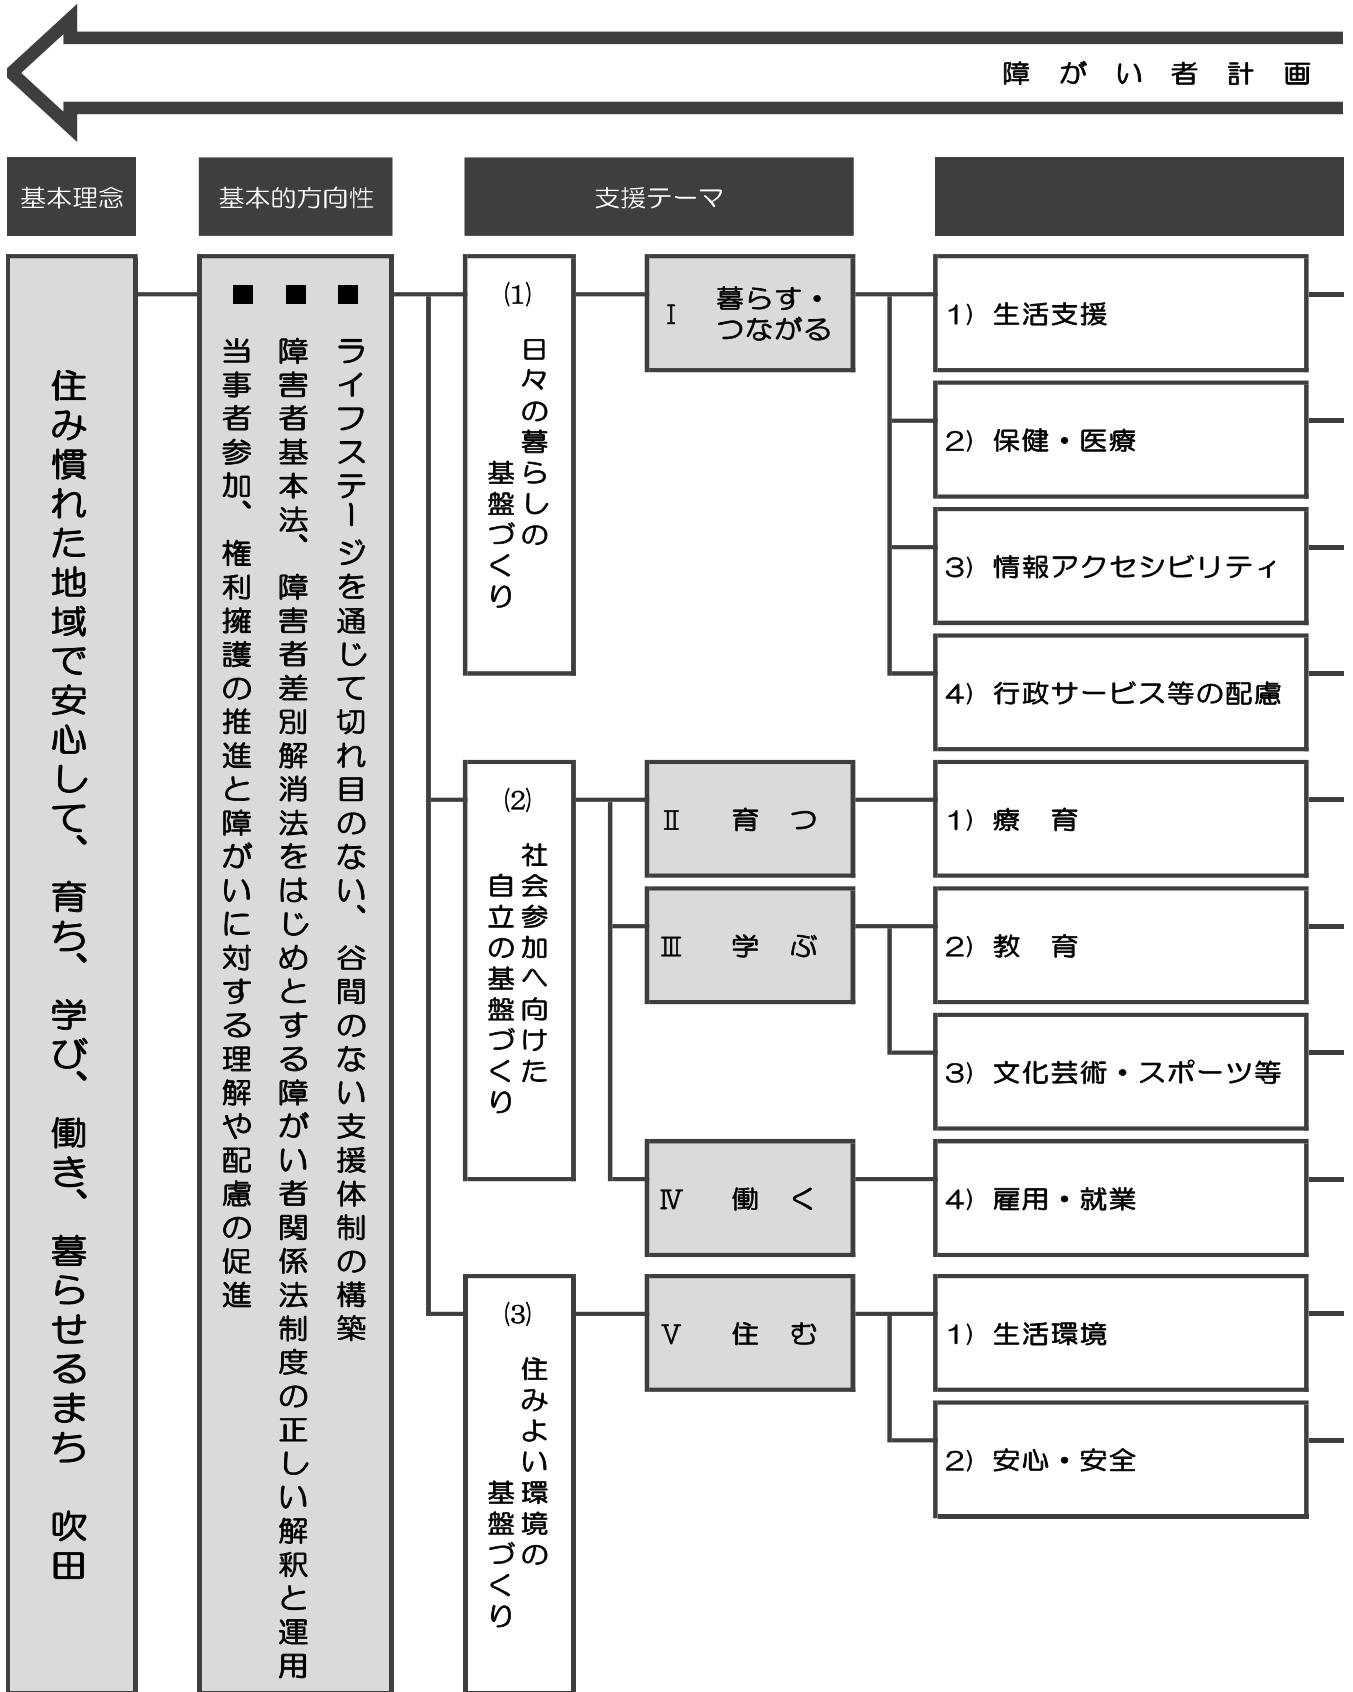 障がい者計画
基本理念
基本的方向性
支援テーマ
住み慣れた地域で安心して、育ち、学び、働き、暮らせるまち　吹田
■ ライフステージを通じて切れ目のない、谷間のない支援体制の構築
■ 障害者基本法、障害者差別解消法をはじめとする障がい者関係法制度の正しい解釈と運用
■ 当事者参加、権利擁護の推進と障がいに対する理解や配慮の促進
(1)
日々の暮らしの
基盤づくり
Ⅰ 暮らす・
つながる
1) 生活支援
2) 保健・医療
3) 情報アクセシビリティ
4) 行政サービス等の配慮
(2)
社会参加へ向けた
自立の基盤づくり
Ⅱ 育つ
1) 療育
Ⅲ 学ぶ
2) 教育
3) 文化芸術・スポーツ等
Ⅳ 働く
4) 雇用・就業
(3)
住みよい環境の
基盤づくり
Ⅴ 住む
1) 生活環境
2) 安心・安全